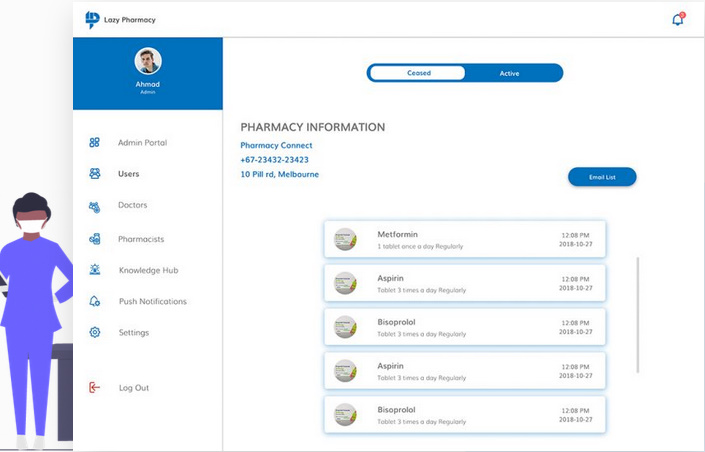 Lazy Pharmacy
Ahmad
Admin
Admin Portal
Users
Doctors
Pharmacists
Knowledge Hub
Push Notifications
Settings
Log Out
Ceased
Active
PHARMACY INFORMATION
Pharmacy Connect
+67-23432-23423
10 Pill rd, Melbourne
Email List
Metformin
1 tablet once a day Regularly
12:08 PM
2018-10-27
Aspirin
Tablet 3 times a day Regularly
12:08 PM
2018-10-27
Bisoprolol
Tablet 3 times a day Regularly
12:08 PM
2018-10-27
Aspirin
Tablet 3 times a day Regularly
12:08 PM
2018-10-27
Bisoprolol
Tablet 3 times a day Regularly
12:08 PM
2018-10-27